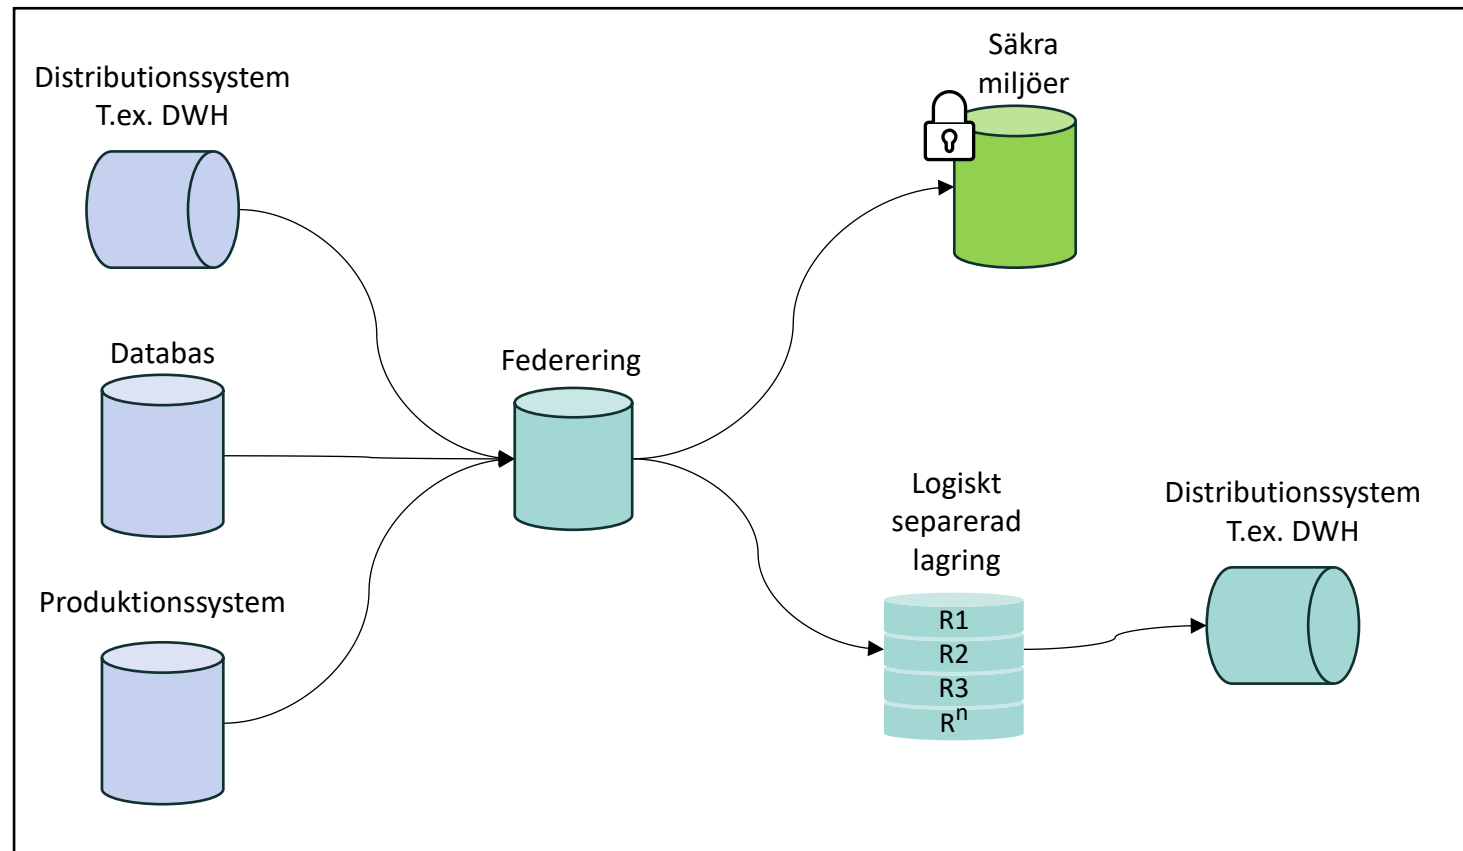 Distributionssystem
T.ex. DWH
Databas
Produktionssystem
Federering
Säkra
miljöer
Logiskt
separerad
lagring
R1
R2
R3
Rⁿ
Distributionssystem
T.ex. DWH